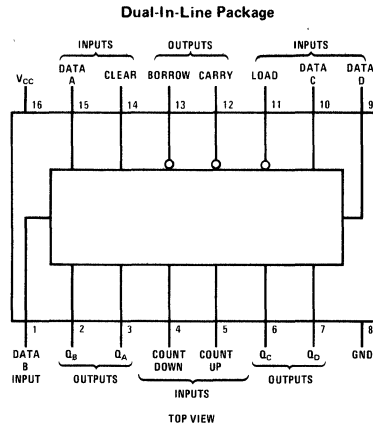 Dual-In-Line Package
INPUTS OUTPUTS INPUTS
VCC DATA A CLEAR BORROW CARRY LOAD DATA C DATA D
16 15 14 13 12 11 10 9
1 2 3 4 5 6 7 8
DATA B INPUT QB QA COUNT DOWN COUNT UP QC QD GND
OUTPUTS INPUTS OUTPUTS
TOP VIEW